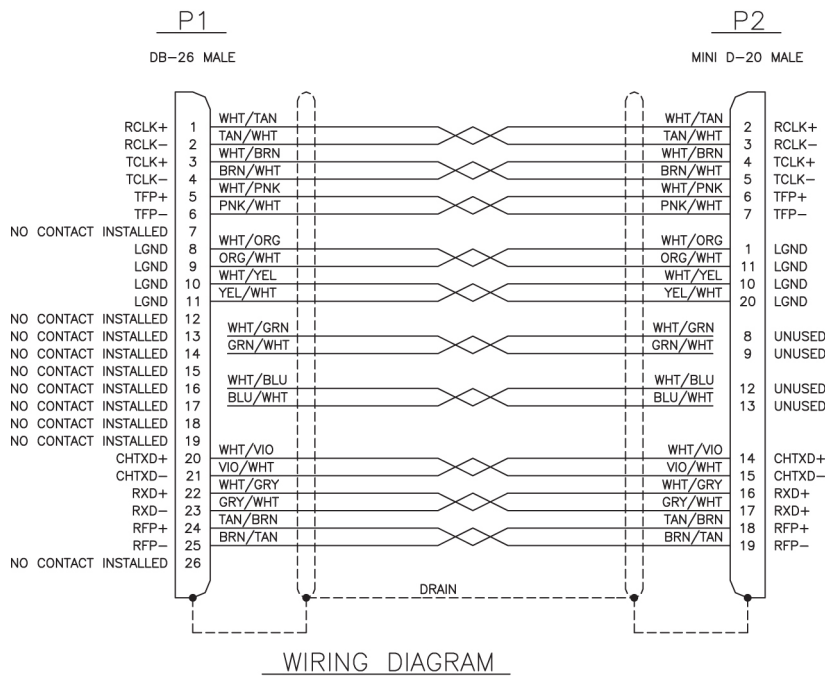 P1
P2
DB-26 MALE
MINI D-20 MALE
RCLK+ 1 WHT/TAN WHT/TAN 2 RCLK+
RCLK- 2 TAN/WHT TAN/WHT 3 RCLK-
TCLK+ 3 WHT/BRN WHT/BRN 4 TCLK+
TCLK- 4 BRN/WHT BRN/WHT 5 TCLK-
TFP+ 5 WHT/PNK WHT/PNK 6 TFP+
TFP- 6 PNK/WHT PNK/WHT 7 TFP-
NO CONTACT INSTALLED 7
LGND 8 WHT/ORG WHT/ORG 1 LGND
LGND 9 ORG/WHT ORG/WHT 11 LGND
LGND 10 WHT/YEL WHT/YEL 10 LGND
LGND 11 YEL/WHT YEL/WHT 20 LGND
NO CONTACT INSTALLED 12
NO CONTACT INSTALLED 13 WHT/GRN WHT/GRN 8 UNUSED
NO CONTACT INSTALLED 14 GRN/WHT GRN/WHT 9 UNUSED
NO CONTACT INSTALLED 15
NO CONTACT INSTALLED 16 WHT/BLU WHT/BLU 12 UNUSED
NO CONTACT INSTALLED 17 BLU/WHT BLU/WHT 13 UNUSED
NO CONTACT INSTALLED 18
NO CONTACT INSTALLED 19
CHTXD+ 20 WHT/VIO WHT/VIO 14 CHTXD+
CHTXD- 21 VIO/WHT VIO/WHT 15 CHTXD-
RXD+ 22 WHT/GRY WHT/GRY 16 RXD+
RXD- 23 GRY/WHT GRY/WHT 17 RXD+
RFP+ 24 TAN/BRN TAN/BRN 18 RFP+
RFP- 25 BRN/TAN BRN/TAN 19 RFP-
NO CONTACT INSTALLED 26
DRAIN
WIRING DIAGRAM